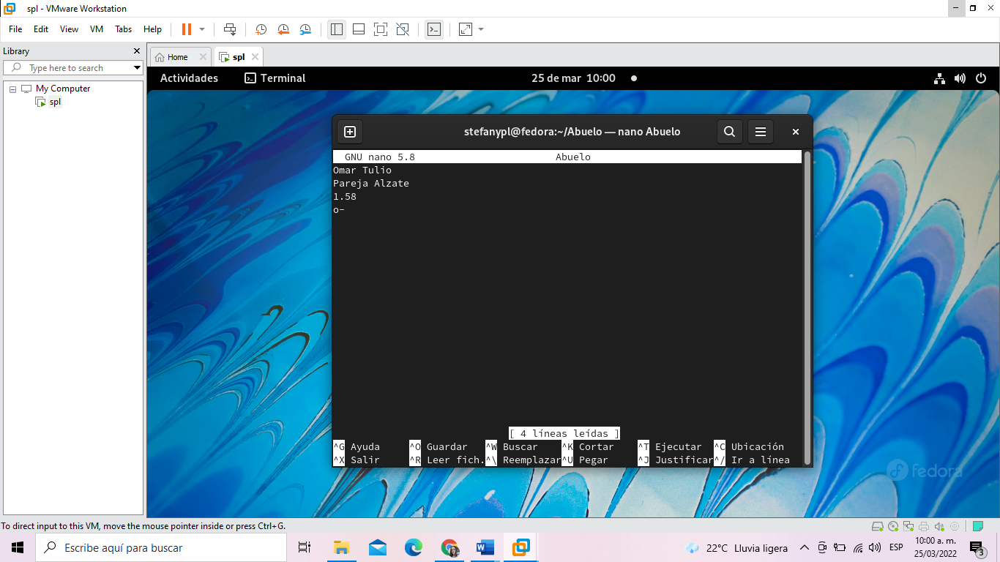 spl - VMware Workstation
File Edit View VM Tabs Help
Library
Type here to search
My Computer
spl
Home
spl
Actividades
Terminal
25 de mar 10:00
stefanypl@fedora:~/Abuelo — nano Abuelo
GNU nano 5.8 Abuelo
Omar Tulio
Pareja Alzate
1.58
o-
[ 4 líneas leídas ]
^G Ayuda ^O Guardar ^W Buscar ^K Cortar ^T Ejecutar ^C Ubicación
^X Salir ^R Leer fich. ^\ Reemplazar ^U Pegar ^J Justificar ^/ Ir a línea
fedora
To direct input to this VM, move the mouse pointer inside or press Ctrl+G.
Escribe aquí para buscar
22°C Lluvia ligera
ESP
10:00 a. m.
25/03/2022
3